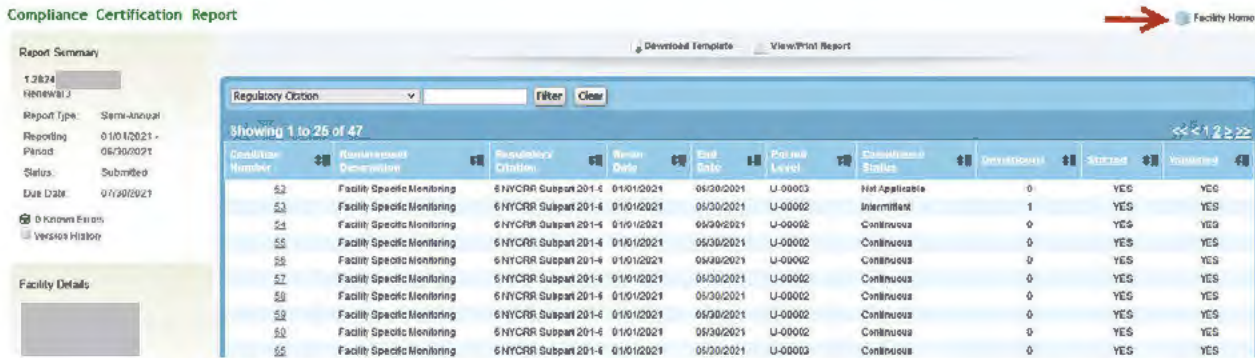 Compliance Certification Report
Facility Home
Report Summary
Download Template View/Print Report
1-2824
Renewal 3
Report Type: Semi-Annual
Reporting Period: 01/01/2021 - 06/30/2021
Status: Submitted
Due Date: 07/30/2021
0 Known Errors
Version History
Facility Details
Regulatory Citation Filter Clear
Showing 1 to 25 of 47 << < 1 2 > >>
Condition Number Requirement Description Regulatory Citation Begin Date End Date Permit Level Compliance Status Deviations Started Validated
52 Facility Specific Monitoring 6 NYCRR Subpart 201-6 01/01/2021 06/30/2021 U-00003 Not Applicable 0 YES YES
53 Facility Specific Monitoring 6 NYCRR Subpart 201-6 01/01/2021 06/30/2021 U-00002 Intermittent 1 YES YES
54 Facility Specific Monitoring 6 NYCRR Subpart 201-6 01/01/2021 06/30/2021 U-00002 Continuous 0 YES YES
55 Facility Specific Monitoring 6 NYCRR Subpart 201-6 01/01/2021 06/30/2021 U-00002 Continuous 0 YES YES
56 Facility Specific Monitoring 6 NYCRR Subpart 201-6 01/01/2021 06/30/2021 U-00002 Continuous 0 YES YES
57 Facility Specific Monitoring 6 NYCRR Subpart 201-6 01/01/2021 06/30/2021 U-00002 Continuous 0 YES YES
58 Facility Specific Monitoring 6 NYCRR Subpart 201-6 01/01/2021 06/30/2021 U-00002 Continuous 0 YES YES
59 Facility Specific Monitoring 6 NYCRR Subpart 201-6 01/01/2021 06/30/2021 U-00002 Continuous 0 YES YES
60 Facility Specific Monitoring 6 NYCRR Subpart 201-6 01/01/2021 06/30/2021 U-00002 Continuous 0 YES YES
65 Facility Specific Monitoring 6 NYCRR Subpart 201-6 01/01/2021 06/30/2021 U-00003 Continuous 0 YES YES